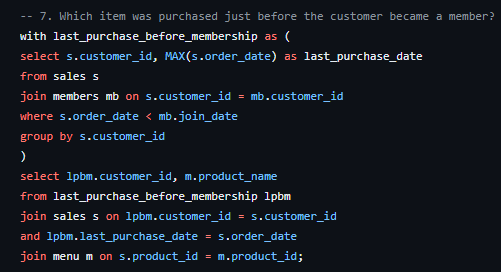 -- 7. Which item was purchased just before the customer became a member?
with last_purchase_before_membership as (
select s.customer_id, MAX(s.order_date) as last_purchase_date
from sales s
join members mb on s.customer_id = mb.customer_id
where s.order_date < mb.join_date
group by s.customer_id
)
select lpbm.customer_id, m.product_name
from last_purchase_before_membership lpbm
join sales s on lpbm.customer_id = s.customer_id
and lpbm.last_purchase_date = s.order_date
join menu m on s.product_id = m.product_id;